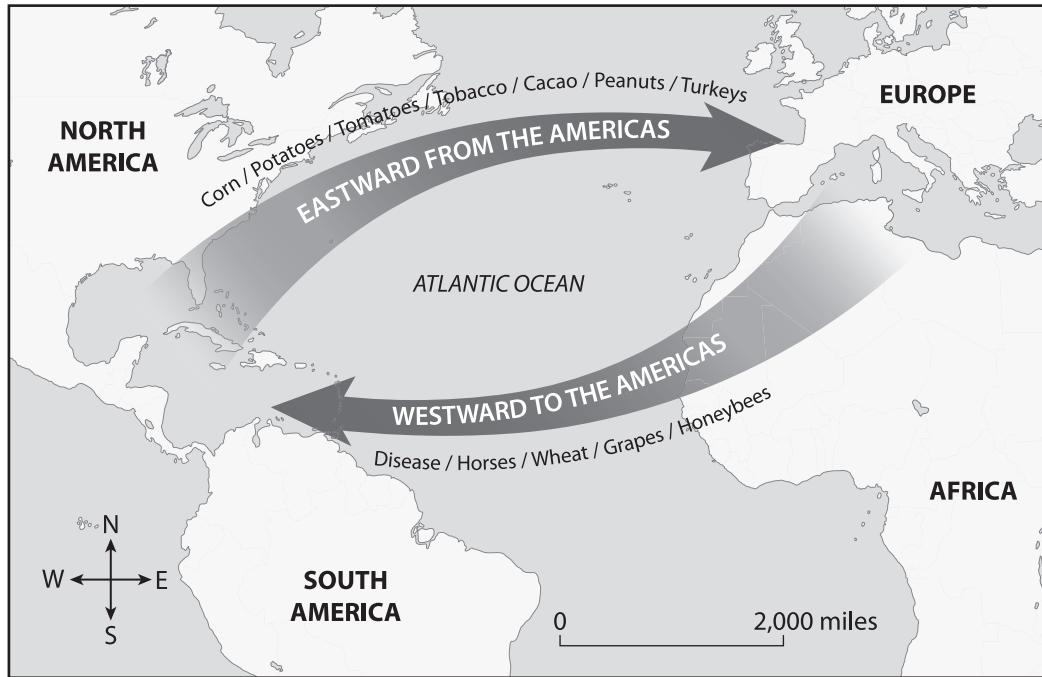 NORTH
AMERICA
Corn / Potatoes / Tomatoes / Tobacco / Cacao / Peanuts / Turkeys
EASTWARD FROM THE AMERICAS
EUROPE
ATLANTIC OCEAN
WESTWARD TO THE AMERICAS
Disease / Horses / Wheat / Grapes / Honeybees
AFRICA
N
W
E
S
SOUTH
AMERICA
0
2,000 miles